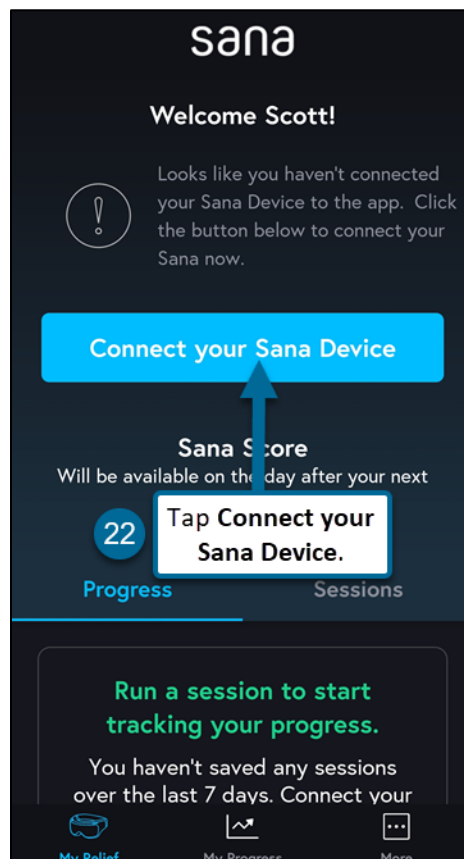 sana
Welcome Scott!
Looks like you haven't connected
your Sana Device to the app. Click
the button below to connect your
Sana now.
Connect your Sana Device
Sana Score
Will be available on the day after your next
22
Tap Connect your
Sana Device.
Progress
Sessions
Run a session to start
tracking your progress.
You haven't saved any sessions
over the last 7 days. Connect your
My Relief
My Progress
More